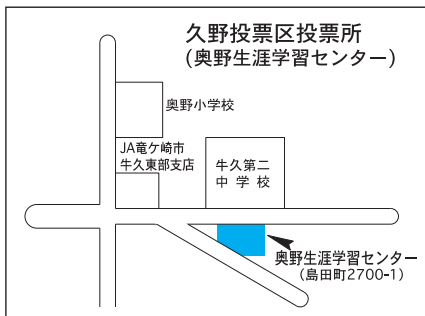 久野投票区投票所
(奥野生涯学習センター)
奥野小学校
JA竜ケ崎市
牛久東部支店
牛久第二
中学校
奥野生涯学習センター
(島田町2700-1)